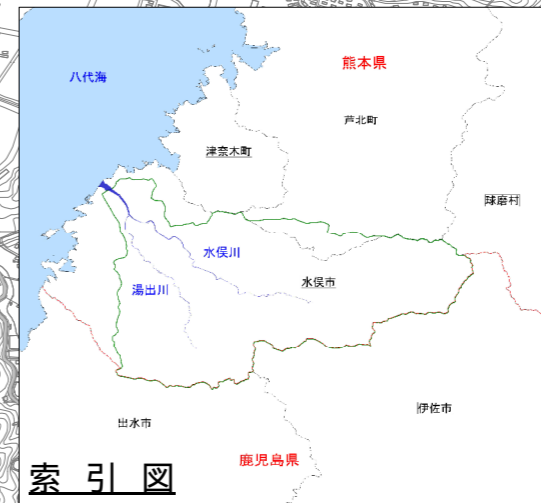 熊本県
八代海
芦北町
津奈木町
球磨村
水俣川
水俣市
湯出川
伊佐市
出水市
鹿児島県
索引図